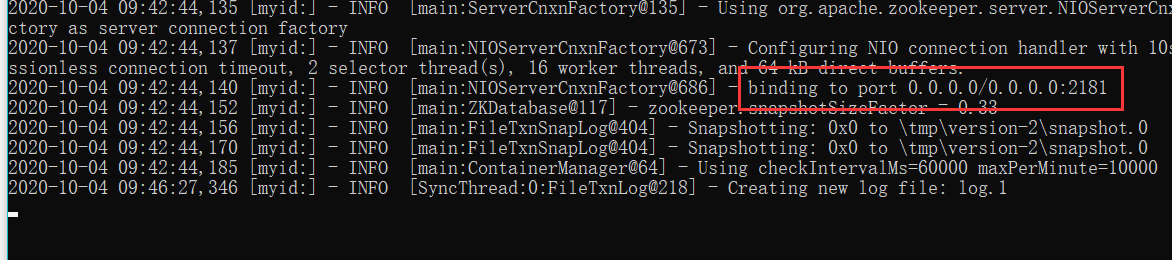 2020-10-04 09:42:44,135 [myid:] - INFO  [main:ServerCnxnFactory@135] - Using org.apache.zookeeper.server.NIOServerCnxnFa
ctory as server connection factory
2020-10-04 09:42:44,137 [myid:] - INFO  [main:NIOServerCnxnFactory@673] - Configuring NIO connection handler with 10s
ssionless connection timeout, 2 selector thread(s), 16 worker threads, and 64 kB direct buffers.
2020-10-04 09:42:44,140 [myid:] - INFO  [main:NIOServerCnxnFactory@686] - binding to port 0.0.0.0/0.0.0.0:2181
2020-10-04 09:42:44,152 [myid:] - INFO  [main:ZKDatabase@117] - zookeeper.snapshotSizeFactor = 0.33
2020-10-04 09:42:44,156 [myid:] - INFO  [main:FileTxnSnapLog@404] - Snapshotting: 0x0 to \tmp\version-2\snapshot.0
2020-10-04 09:42:44,170 [myid:] - INFO  [main:FileTxnSnapLog@404] - Snapshotting: 0x0 to \tmp\version-2\snapshot.0
2020-10-04 09:42:44,185 [myid:] - INFO  [main:ContainerManager@64] - Using checkIntervalMs=60000 maxPerMinute=10000
2020-10-04 09:46:27,346 [myid:] - INFO  [SyncThread:0:FileTxnLog@218] - Creating new log file: log.1